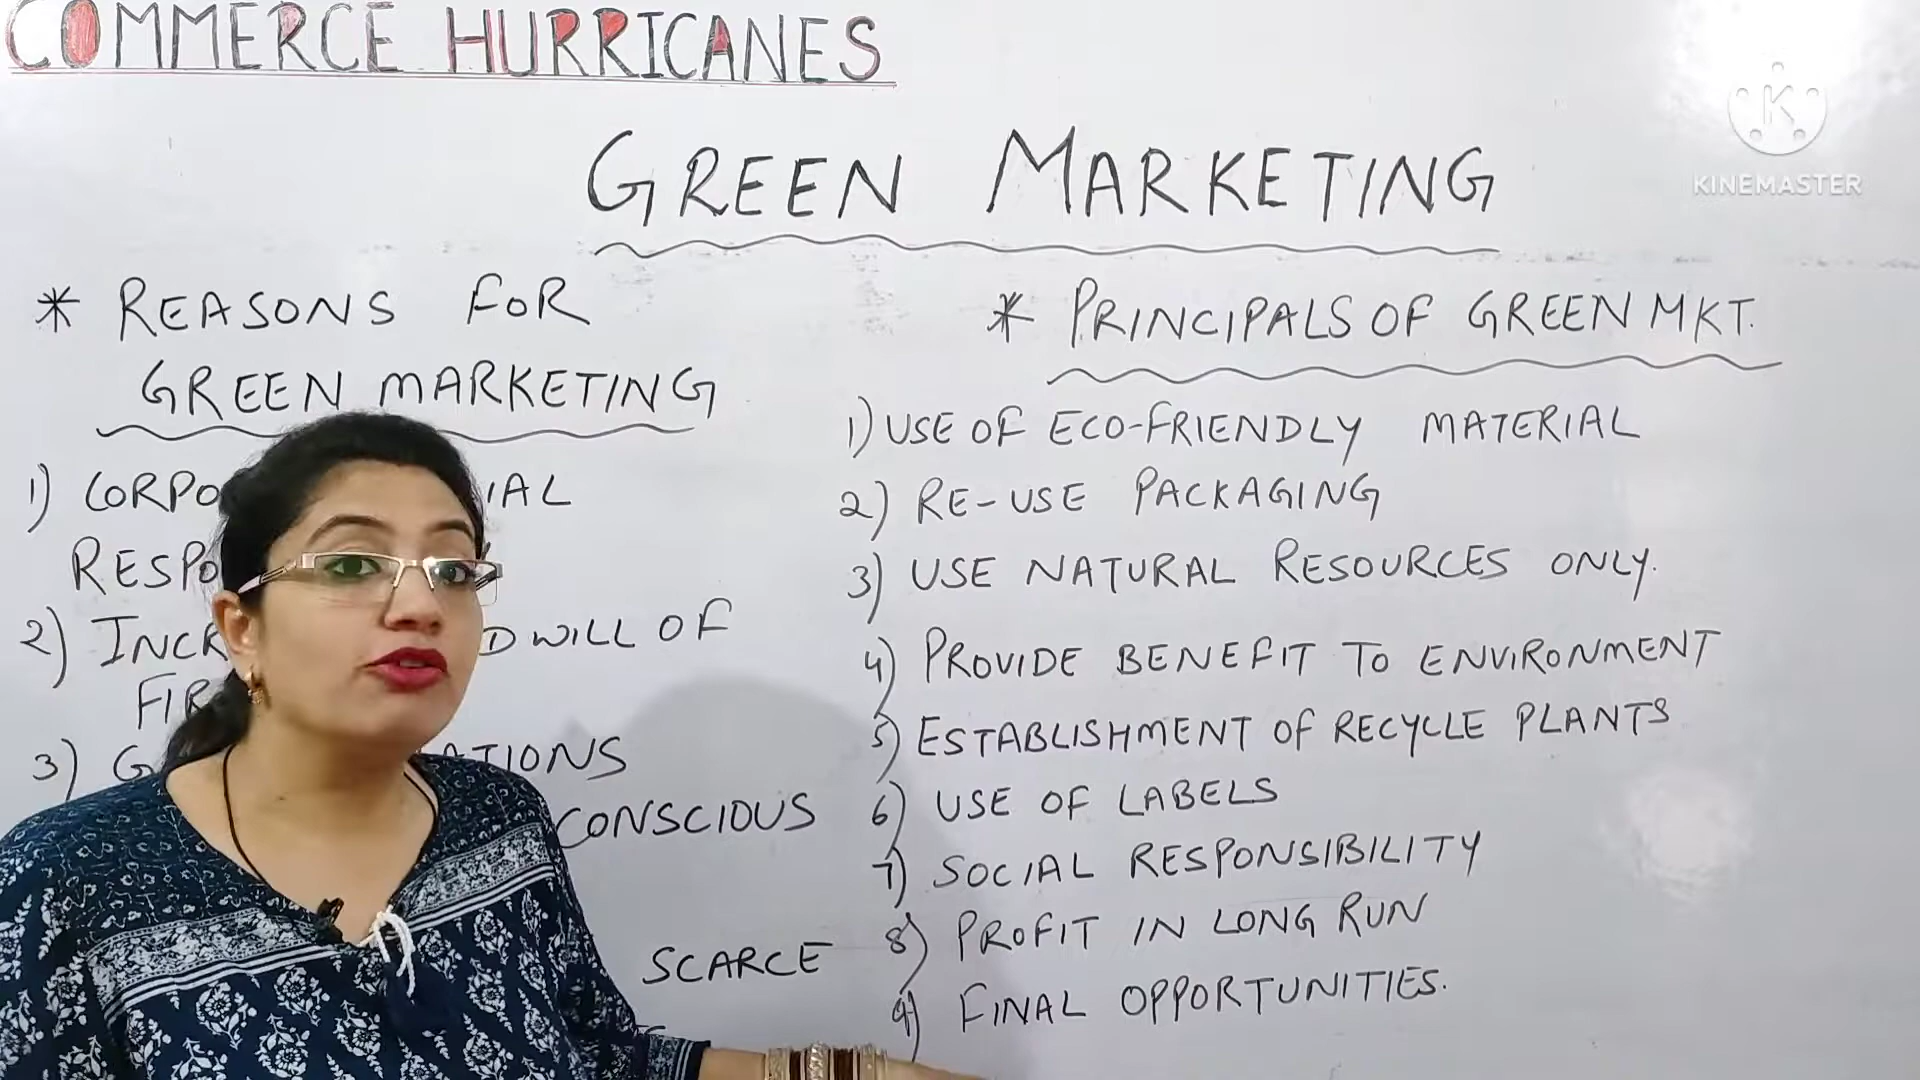 COMMERCE HURRICANES
KINEMASTER
GREEN MARKETING
* REASONS FOR
GREEN MARKETING
1) IAL
2) WILL OF
3)
CONSCIOUS
SCARCE
* PRINCIPALS OF GREEN MKT.
1) USE OF ECO-FRIENDLY MATERIAL
2) RE-USE PACKAGING
3) USE NATURAL RESOURCES ONLY.
4) PROVIDE BENEFIT TO ENVIRONMENT
5) ESTABLISHMENT OF RECYCLE PLANTS
6) USE OF LABELS
7) SOCIAL RESPONSIBILITY
8) PROFIT IN LONG RUN
9) FINAL OPPORTUNITIES.